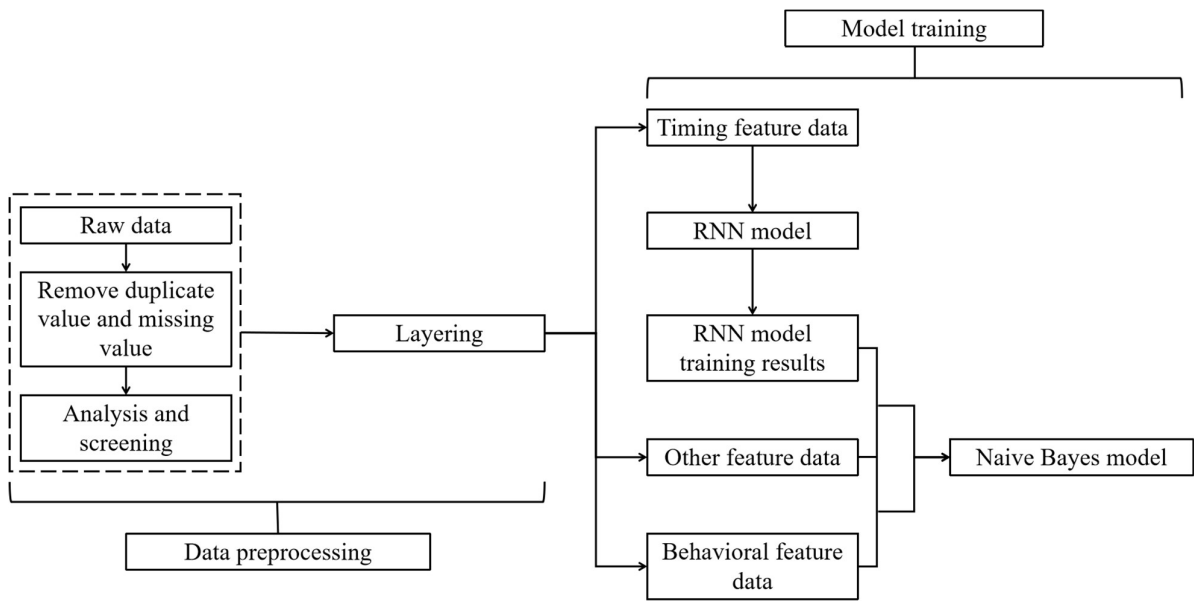 Model training
Timing feature data
Raw data
RNN model
Remove duplicate
value and missing
value
Layering
RNN model
training results
Analysis and
screening
Other feature data
Naive Bayes model
Data preprocessing
Behavioral feature
data